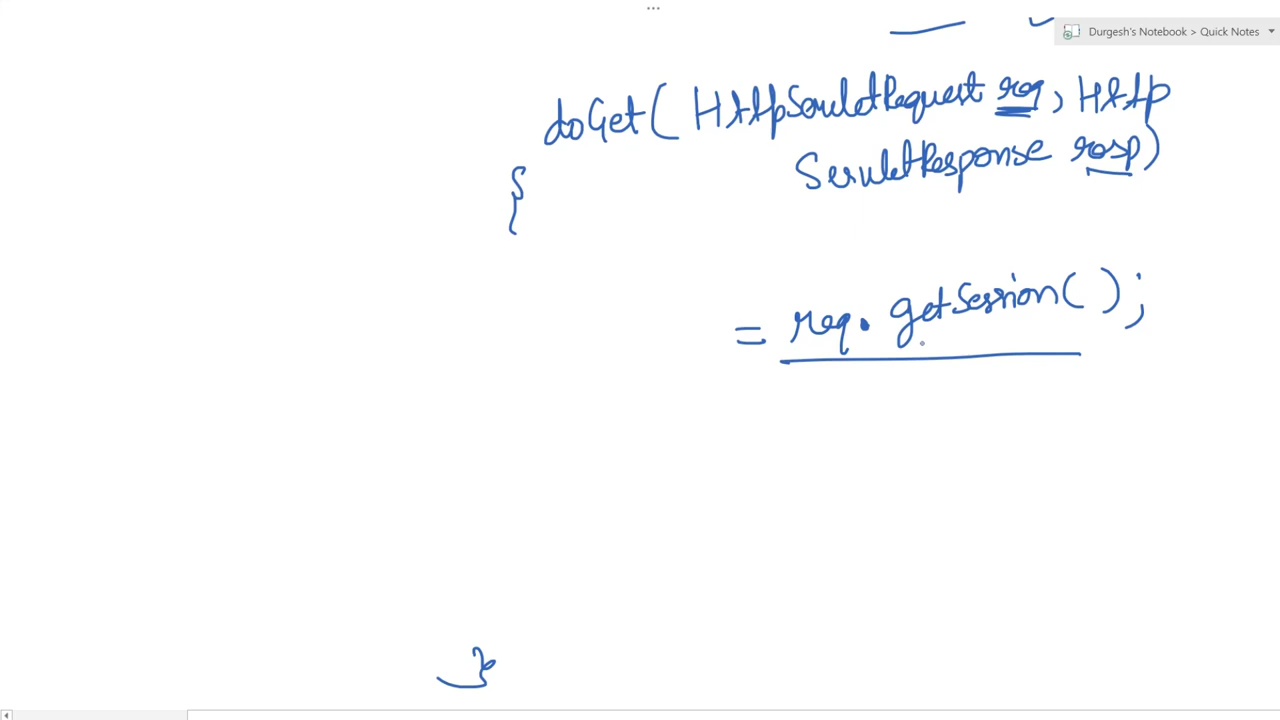 Durgesh's Notebook > Quick Notes
doGet( HttpServletRequest req, Http
ServletResponse resp)
{
= req. getSession( );
}